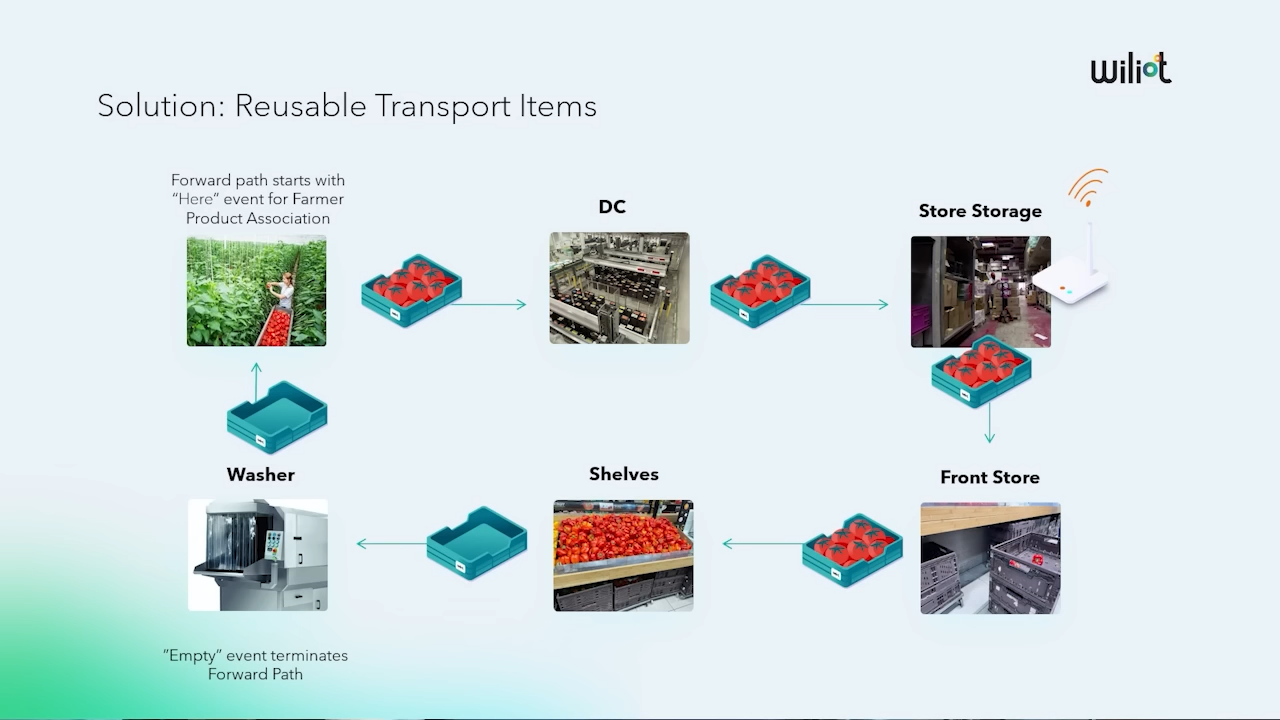 wiliot
Solution: Reusable Transport Items
Forward path starts with
“Here” event for Farmer
Product Association
DC
Store Storage
Washer
Shelves
Front Store
“Empty” event terminates
Forward Path